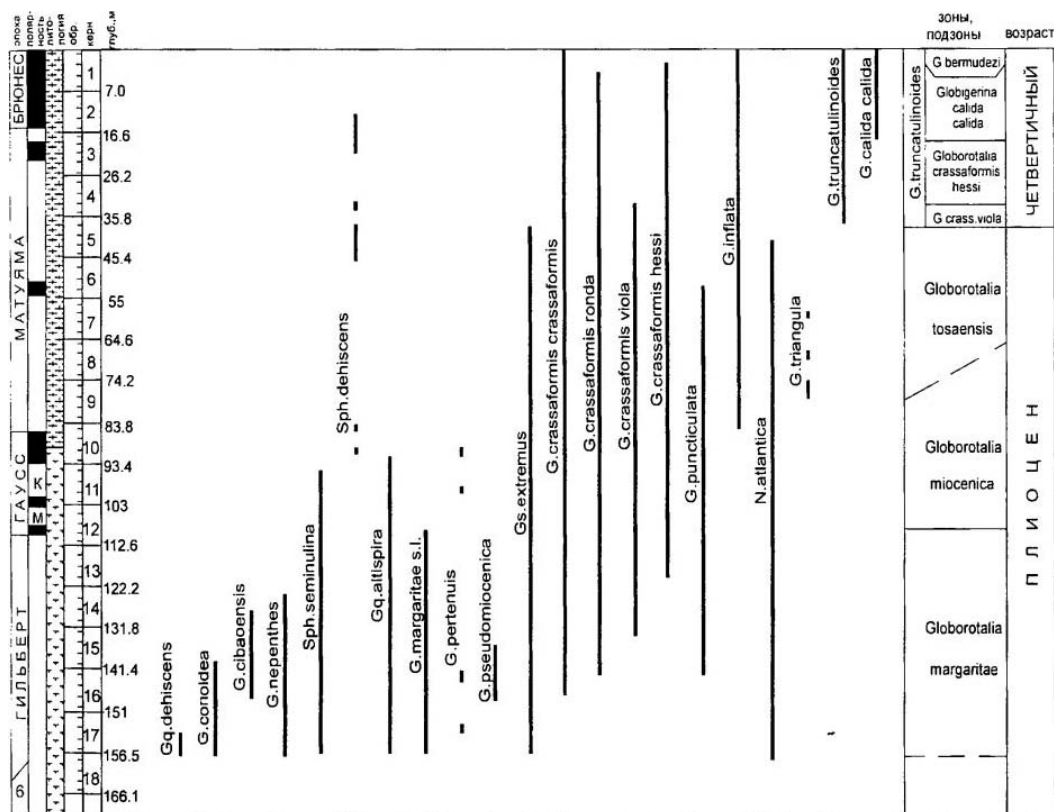 эпоха
поляр-
ность
лито-
логия
обр.
керн
глуб.,м
зоны,
подзоны
возраст
БРЮНЕС
МАТУЯМА
ГАУСС
ГИЛЬБЕРТ
6
К
М
1
7.0
2
16.6
3
26.2
4
35.8
5
45.4
6
55
7
64.6
8
74.2
9
83.8
10
93.4
11
103
12
112.6
13
122.2
14
131.8
15
141.4
16
151
17
156.5
18
166.1
Gq.dehiscens
G.conoidea
G.cibaoensis
G.nepenthes
Sph.seminulina
Sph.dehiscens
Gq.altispira
G.margaritae s.l.
G.pertenuis
G.pseudomiocenica
Gs.extremus
G.crassaformis crassaformis
G.crassaformis ronda
G.crassaformis viola
G.crassaformis hessi
G.puncticulata
G.inflata
N.atlantica
G.triangula
G.truncatulinoides
G.calida calida
G.truncatulinoides
G bermudezi
Globigerina
calida
calida
Globorotalia
crassaformis
hessi
G crass.viola
Globorotalia
tosaensis
Globorotalia
miocenica
Globorotalia
margaritae
ЧЕТВЕРТИЧНЫЙ
ПЛИОЦЕН